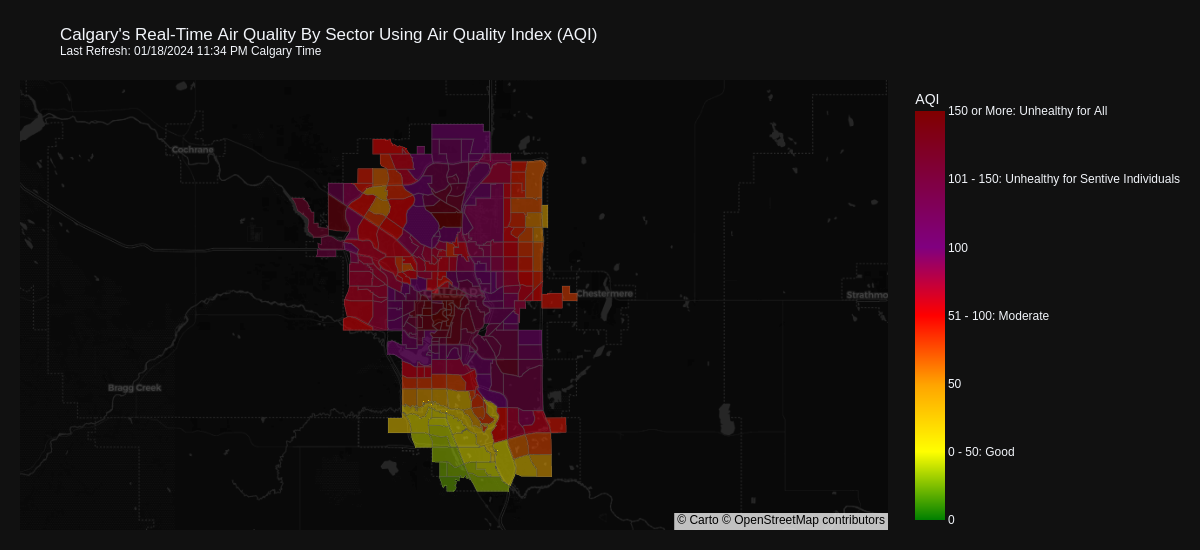 Calgary's Real-Time Air Quality By Sector Using Air Quality Index (AQI)
Last Refresh: 01/18/2024 11:34 PM Calgary Time
AQI
150 or More: Unhealthy for All
Cochrane
101 - 150: Unhealthy for Sentive Individuals
100
CALGARY
Chestermere
Strathmo
51 - 100: Moderate
50
Bragg Creek
0 - 50: Good
0
© Carto © OpenStreetMap contributors